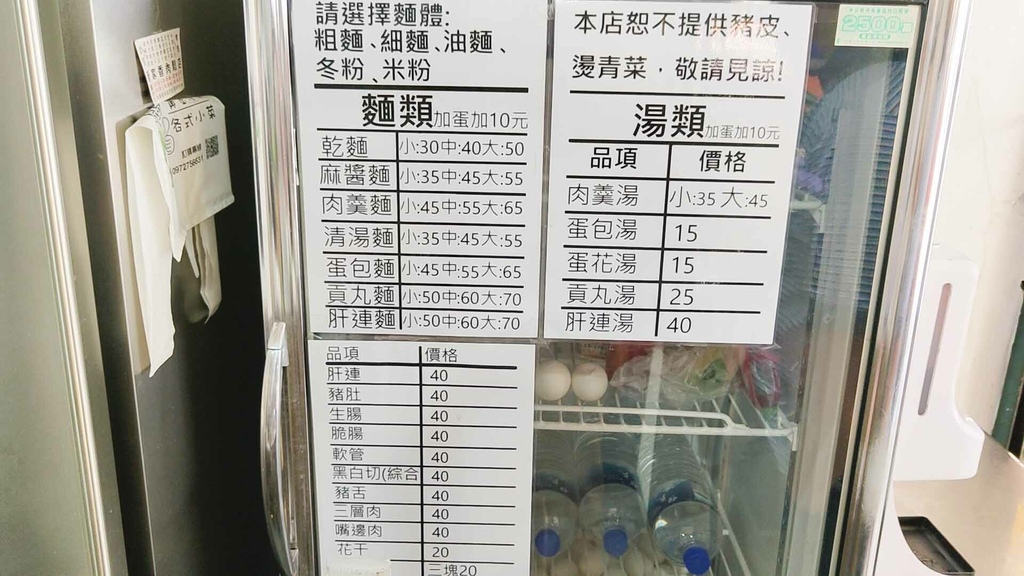 請選擇麵體:
粗麵、細麵、油麵、
冬粉、米粉
麵類加蛋加10元
乾麵 小:30中:40大:50
麻醬麵 小:35中:45大:55
肉羹麵 小:45中:55大:65
清湯麵 小:35中:45大:55
蛋包麵 小:45中:55大:65
貢丸麵 小:50中:60大:70
肝連麵 小:50中:60大:70
本店恕不提供豬皮、
燙青菜，敬請見諒!
湯類加蛋加10元
品項 價格
肉羹湯 小:35 大:45
蛋包湯 15
蛋花湯 15
貢丸湯 25
肝連湯 40
品項 價格
肝連 40
豬肚 40
生腸 40
脆腸 40
軟管 40
黑白切(綜合 40
豬舌 40
三層肉 40
嘴邊肉 40
花干 20
三塊20
各式小菜
2500